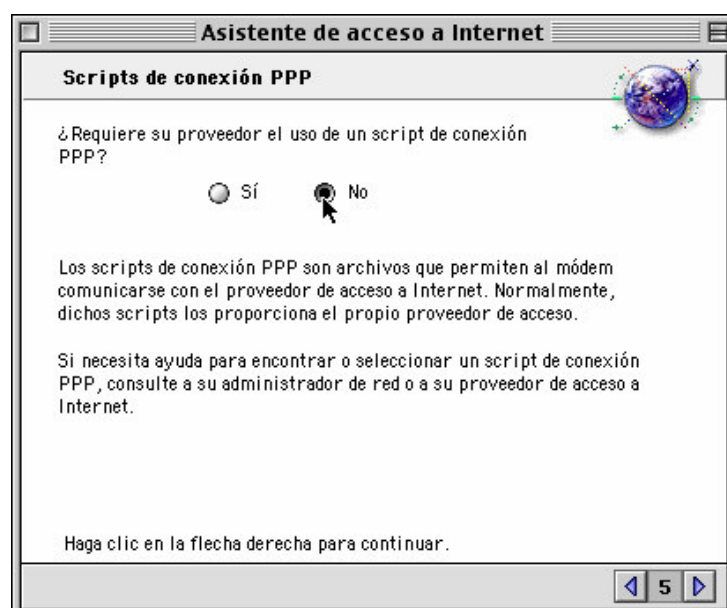 Asistente de acceso a Internet
Scripts de conexión PPP
¿Requiere su proveedor el uso de un script de conexión
PPP?
Sí No
Los scripts de conexión PPP son archivos que permiten al módem
comunicarse con el proveedor de acceso a Internet. Normalmente,
dichos scripts los proporciona el propio proveedor de acceso.
Si necesita ayuda para encontrar o seleccionar un script de conexión
PPP, consulte a su administrador de red o a su proveedor de acceso a
Internet.
Haga clic en la flecha derecha para continuar.
5